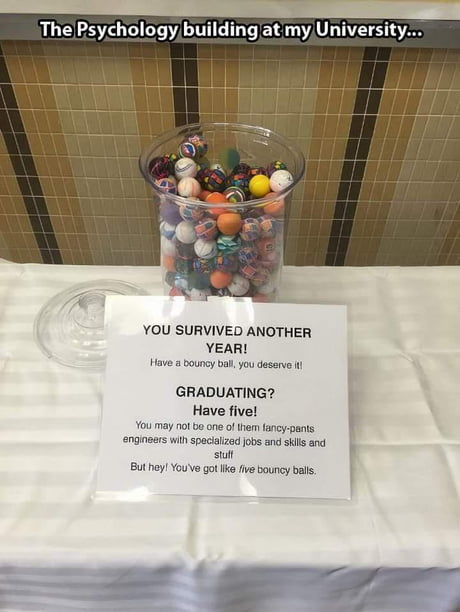 The Psychology building at my University...
YOU SURVIVED ANOTHER
YEAR!
Have a bouncy ball, you deserve it!
GRADUATING?
Have five!
You may not be one of them fancy-pants
engineers with specialized jobs and skills and
stuff
But hey! You've got like five bouncy balls.